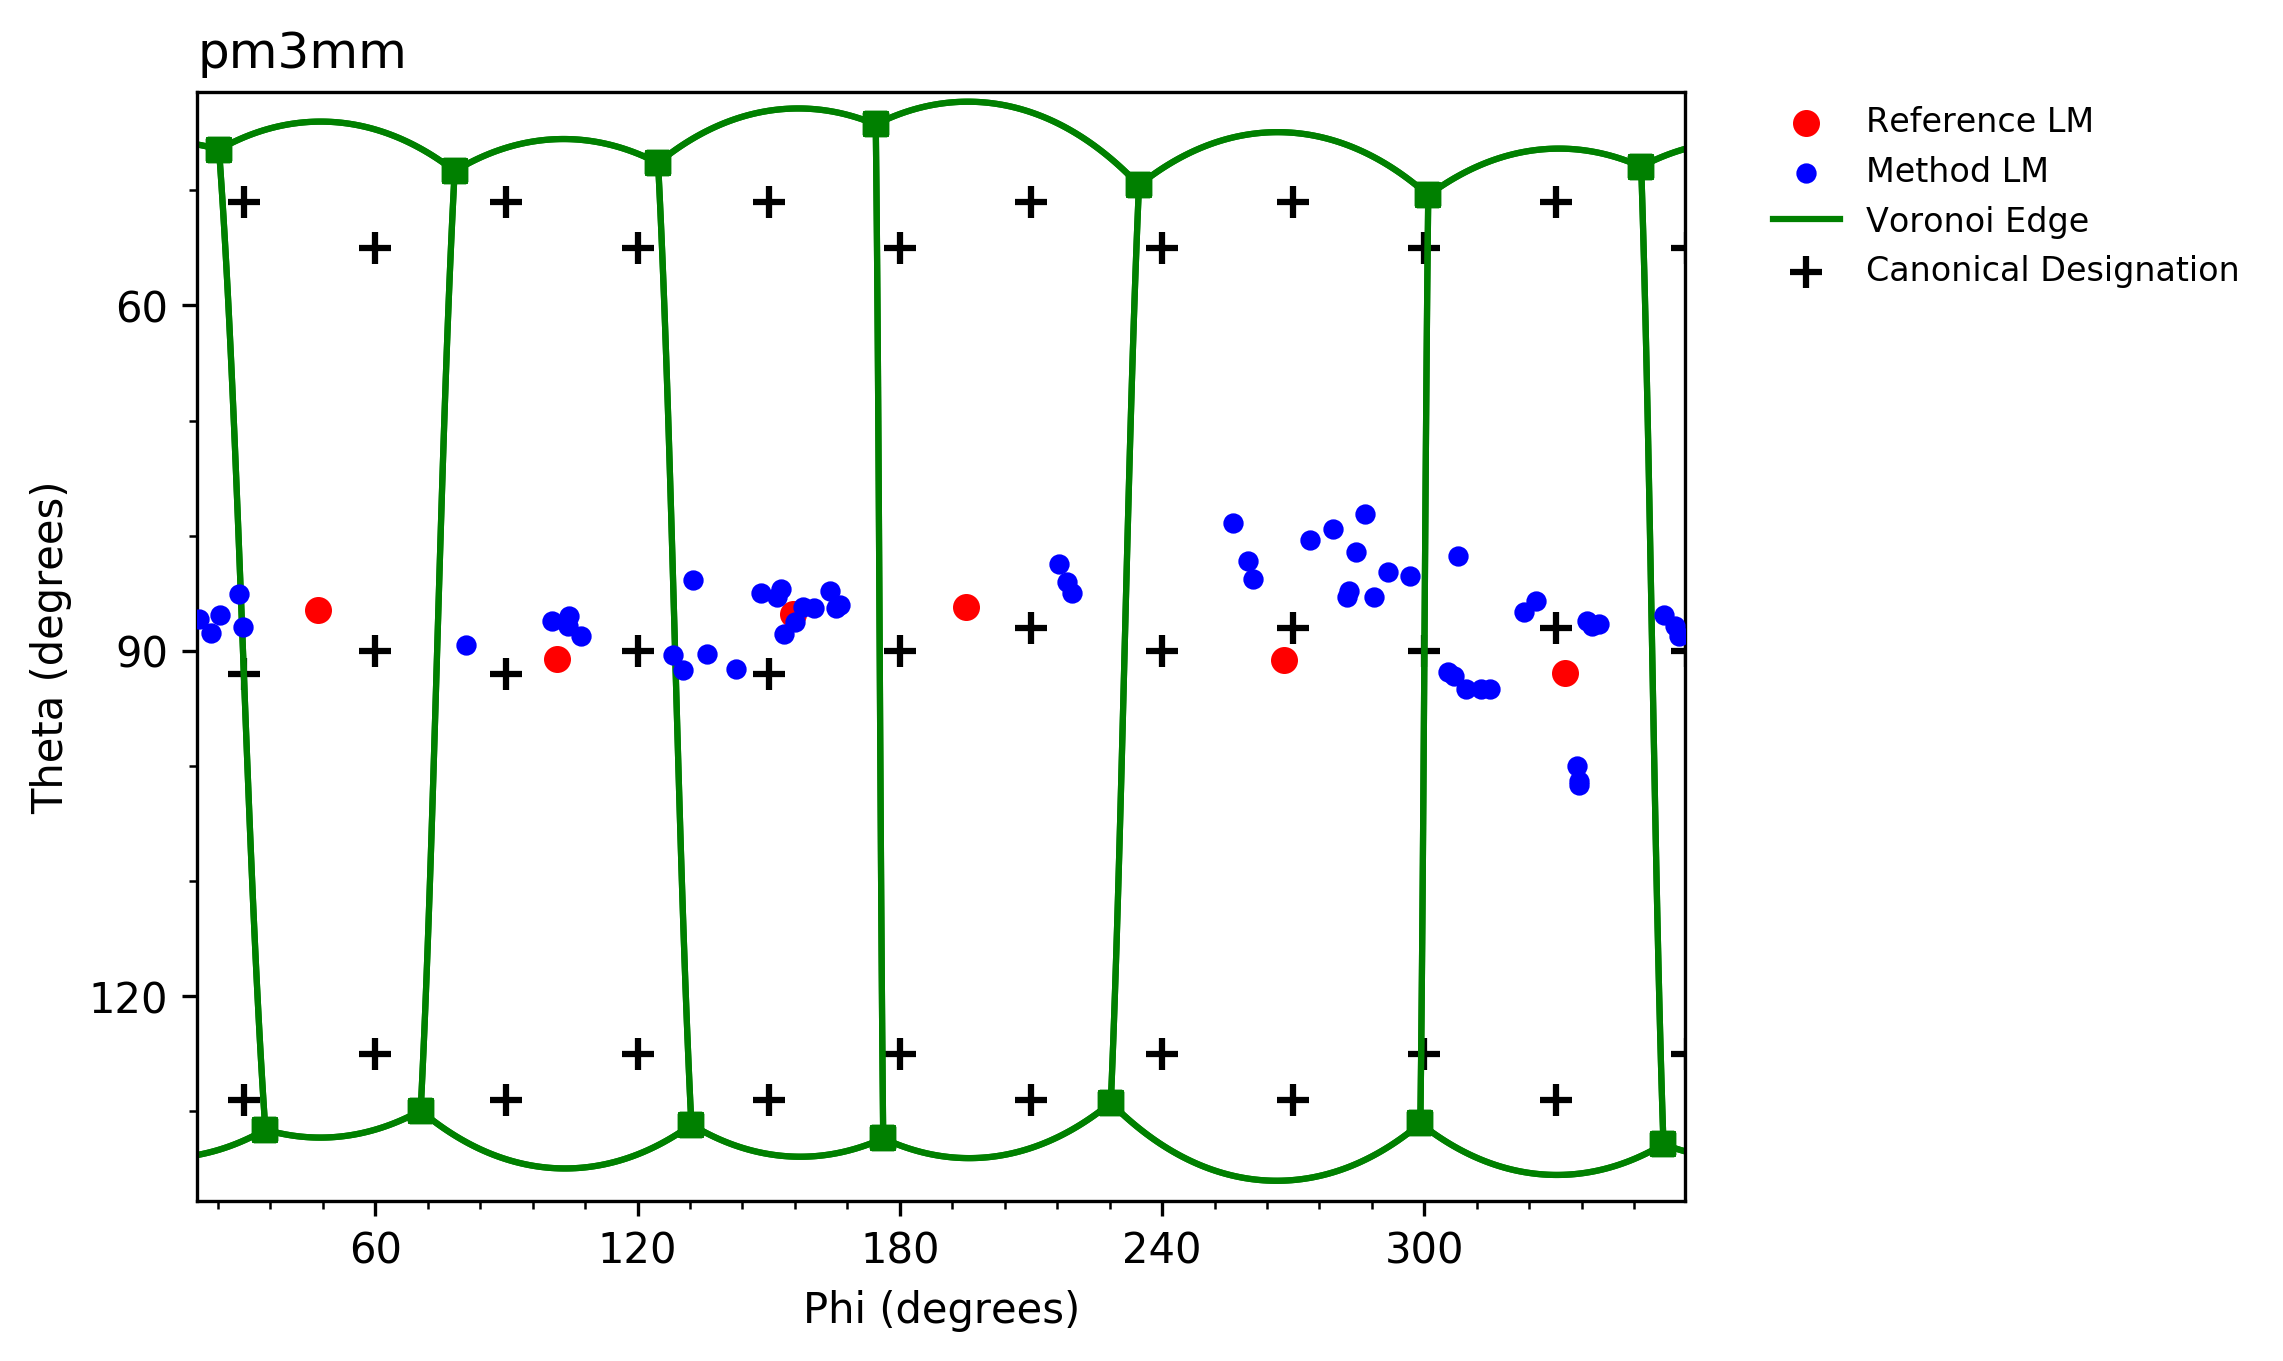 pm3mm
Reference LM
Method LM
Voronoi Edge
Canonical Designation
Theta (degrees)
60
90
120
60
120
180
240
300
Phi (degrees)